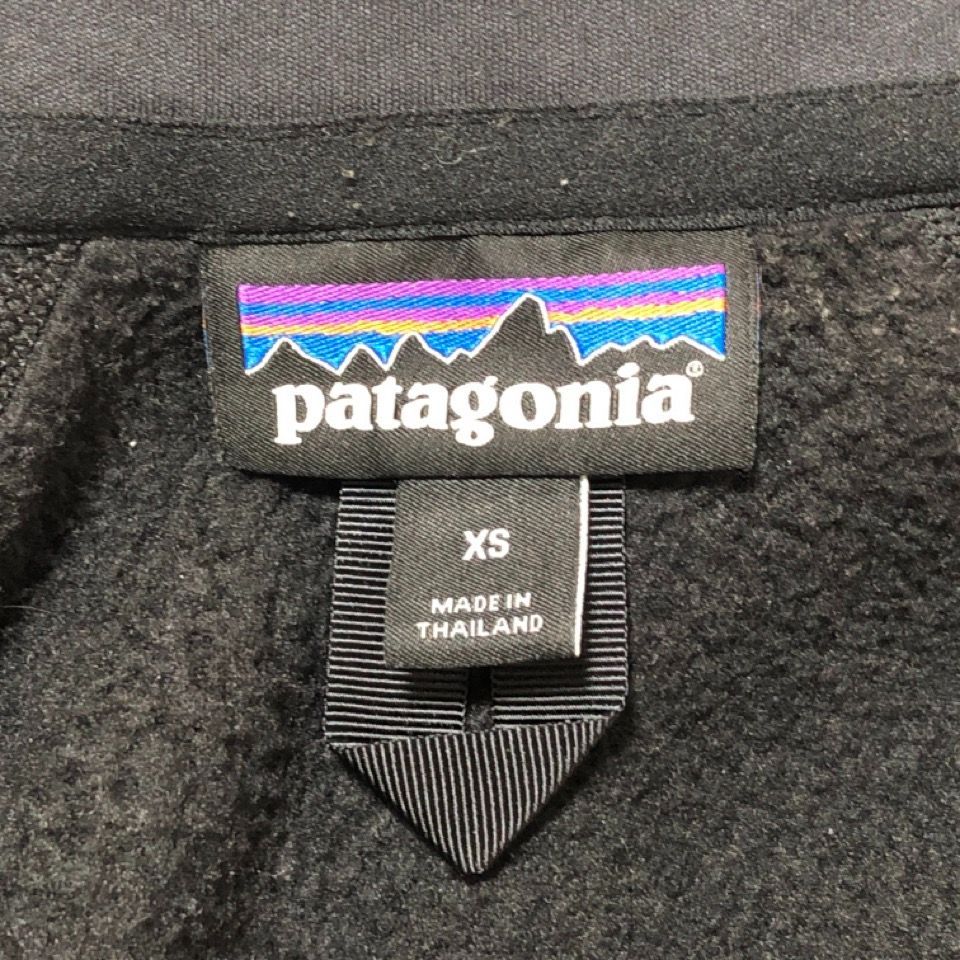 patagonia®
XS
MADE IN
THAILAND